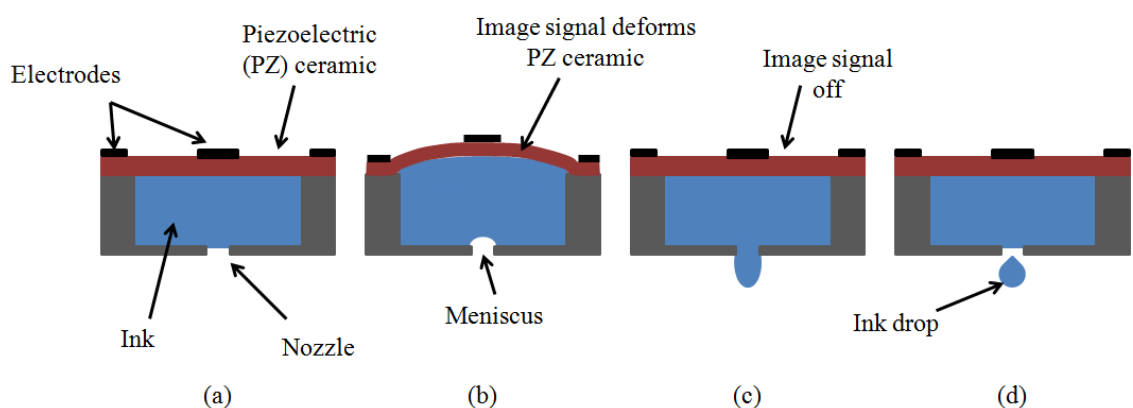 Electrodes
Piezoelectric
(PZ) ceramic
Ink
Nozzle
(a)
Image signal deforms
PZ ceramic
Meniscus
(b)
Image signal
off
(c)
Ink drop
(d)